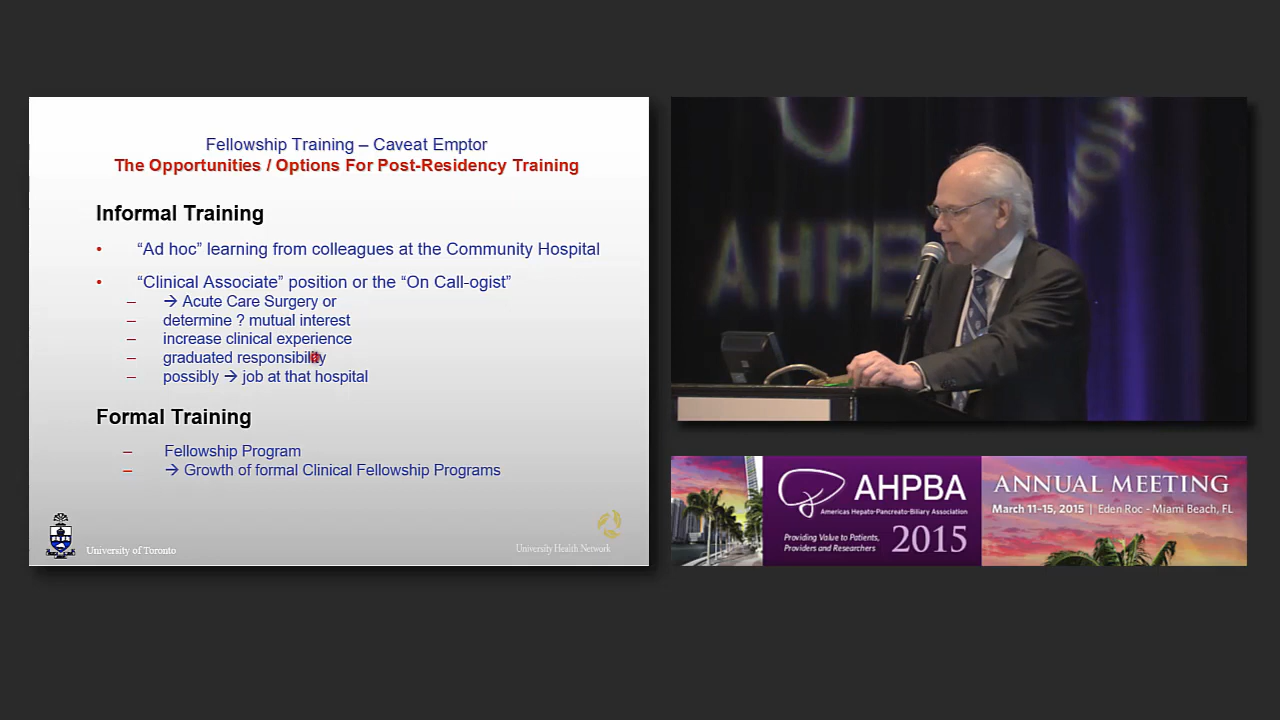 Fellowship Training – Caveat Emptor
The Opportunities / Options For Post-Residency Training
Informal Training
• “Ad hoc” learning from colleagues at the Community Hospital
• “Clinical Associate” position or the “On Call-ogist”
– → Acute Care Surgery or
– determine ? mutual interest
– increase clinical experience
– graduated responsibility
– possibly → job at that hospital
Formal Training
– Fellowship Program
– → Growth of formal Clinical Fellowship Programs
University of Toronto
University Health Network
AHPB
tion
AHPBA
Americas Hepato-Pancreato-Biliary Association
Providing Value to Patients,
Providers and Researchers
2015
ANNUAL MEETING
March 11-15, 2015 | Eden Roc - Miami Beach, FL